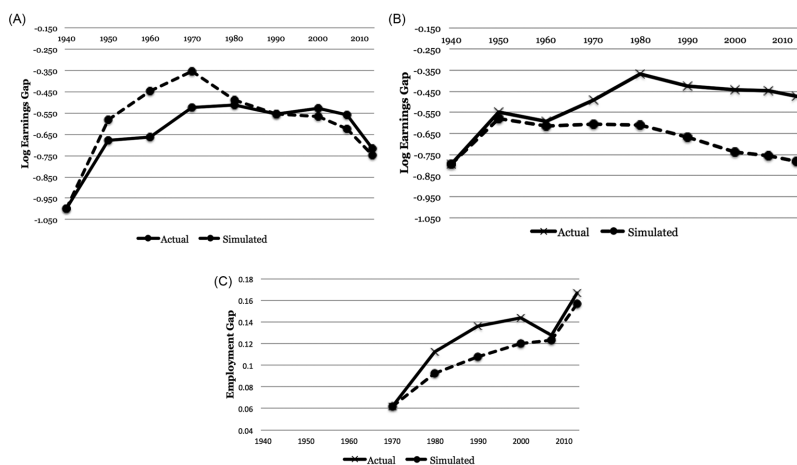 (A)
-0.150
1940 1950 1960 1970 1980 1990 2000 2010
-0.250
-0.350
-0.450
-0.550
-0.650
-0.750
-0.850
-0.950
-1.050
Log Earnings Gap
Actual Simulated
(B)
-0.150
1940 1950 1960 1970 1980 1990 2000 2010
-0.250
-0.350
-0.450
-0.550
-0.650
-0.750
-0.850
-0.950
-1.050
Log Earnings Gap
Actual Simulated
(C)
0.18
0.16
0.14
0.12
0.1
0.08
0.06
0.04
Employment Gap
1940 1950 1960 1970 1980 1990 2000 2010
Actual Simulated